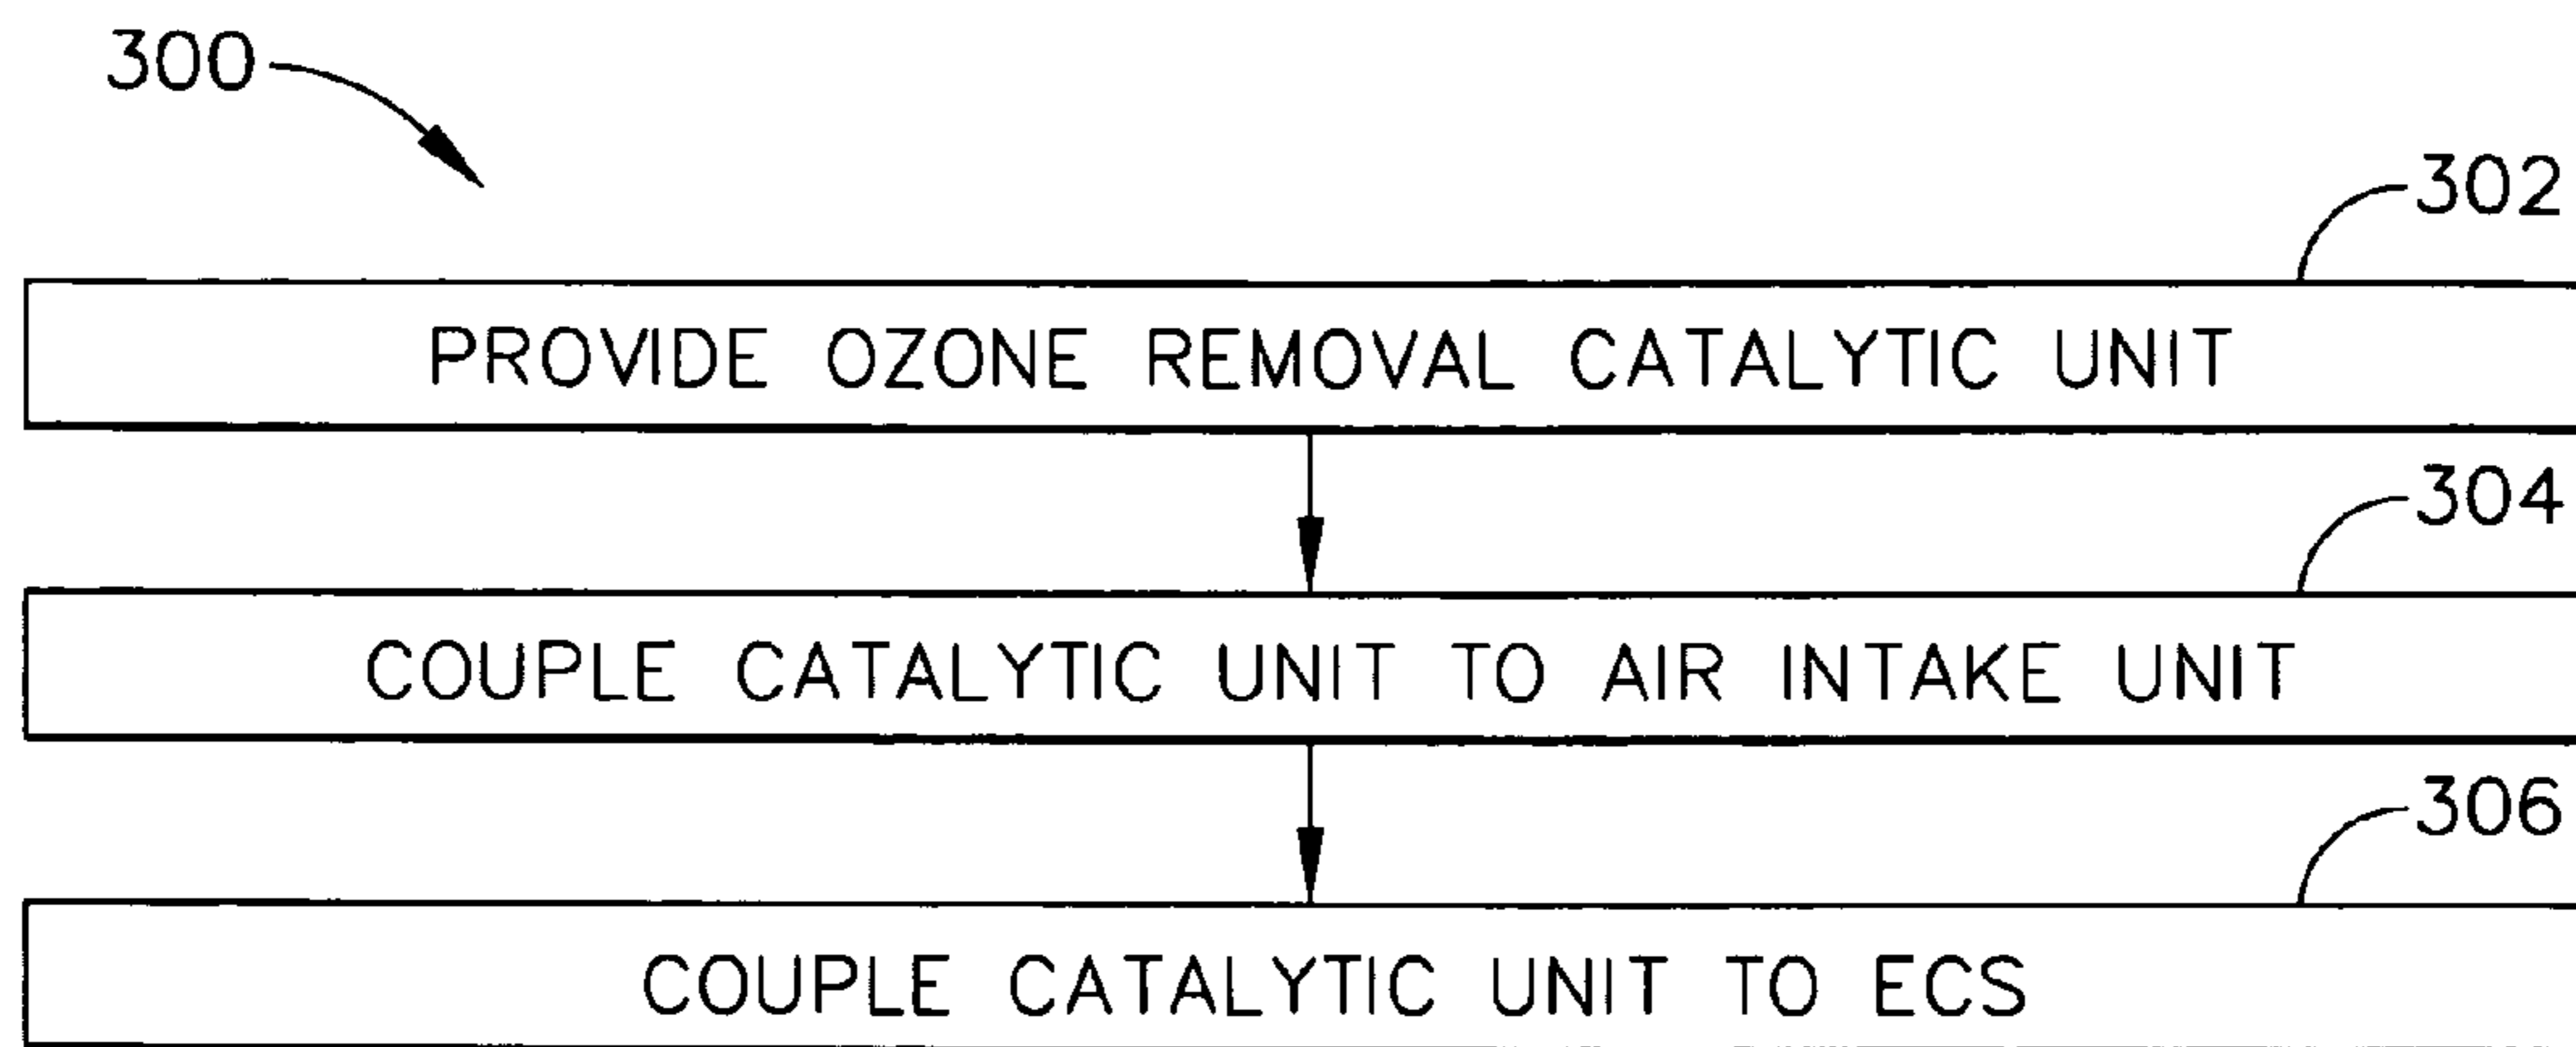 300
302
PROVIDE OZONE REMOVAL CATALYTIC UNIT
304
COUPLE CATALYTIC UNIT TO AIR INTAKE UNIT
306
COUPLE CATALYTIC UNIT TO ECS